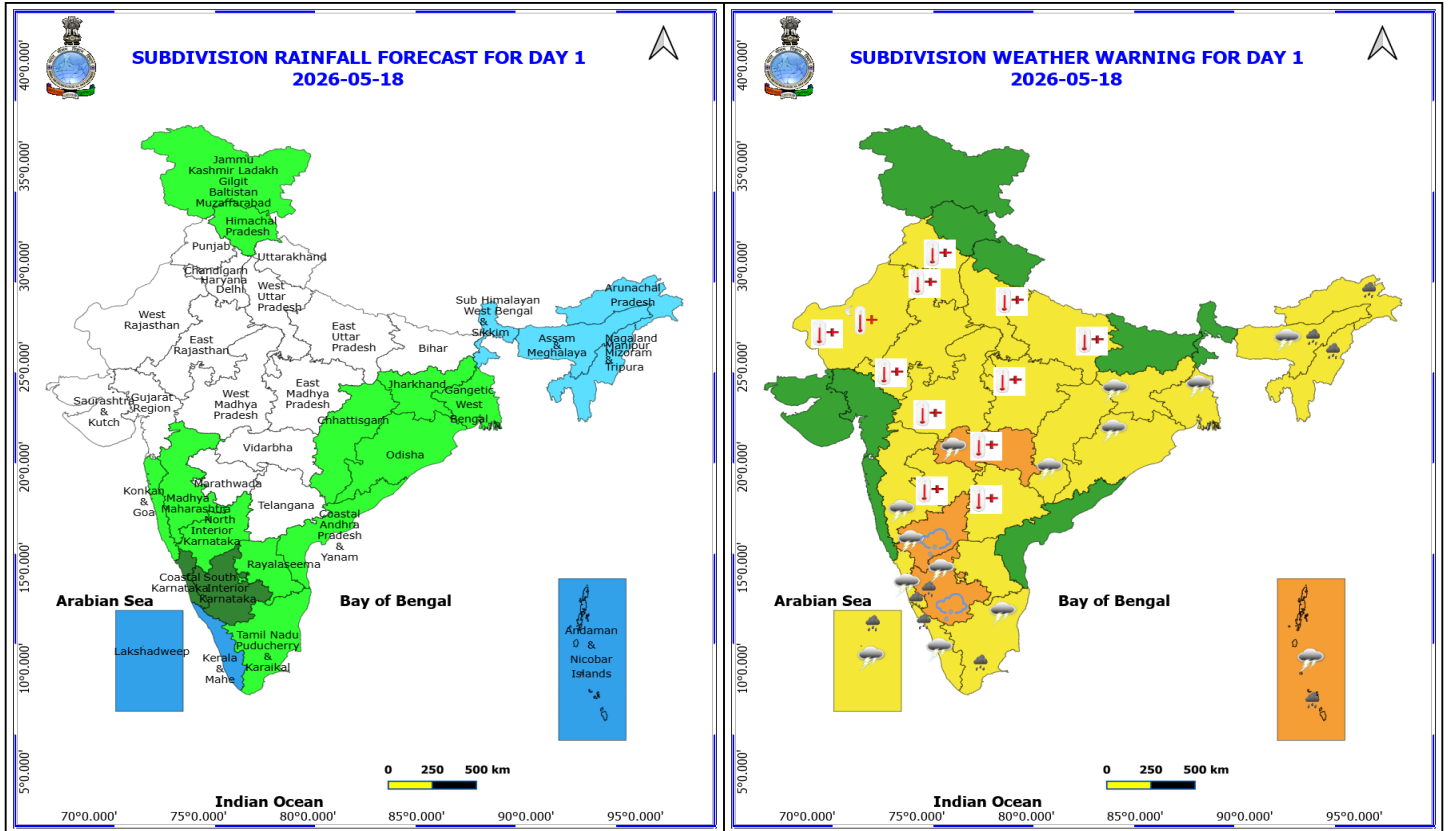 SUBDIVISION RAINFALL FORECAST FOR DAY 1
2026-05-18
40°0.000'
35°0.000'
30°0.000'
25°0.000'
20°0.000'
15°0.000'
10°0.000'
5°0.000'
Jammu
Kashmir Ladakh
Gilgit
Baltistan
Muzaffarabad
Himachal
Pradesh
Punjab
Uttarakhand
Chandigarh
Haryana
Delhi
West
Uttar
Pradesh
West
Rajasthan
East
Rajasthan
East
Uttar
Pradesh
Bihar
Sub Himalayan
West Bengal
&
Sikkim
Arunachal
Pradesh
Assam
&
Meghalaya
Nagaland
Manipur
Mizoram
&
Tripura
Saurashtra
&
Kutch
Gujarat
Region
West
Madhya
Pradesh
East
Madhya
Pradesh
Jharkhand
Gangetic
West
Bengal
Chhattisgarh
Odisha
Vidarbha
Konkan
&
Goa
Madhya
Maharashtra
Marathwada
Telangana
North
Interior
Karnataka
Coastal
Andhra
Pradesh
&
Yanam
Rayalaseema
Coastal
Karnataka
South
Interior
Karnataka
Arabian Sea
Bay of Bengal
Lakshadweep
Kerala
&
Mahe
Tamil Nadu
Puducherry
&
Karaikal
Andaman
&
Nicobar
Islands
0 250 500 km
Indian Ocean
70°0.000' 75°0.000' 80°0.000' 85°0.000' 90°0.000' 95°0.000'
SUBDIVISION WEATHER WARNING FOR DAY 1
2026-05-18
40°0.000'
35°0.000'
30°0.000'
25°0.000'
20°0.000'
15°0.000'
10°0.000'
5°0.000'
Arabian Sea
Bay of Bengal
0 250 500 km
Indian Ocean
70°0.000' 75°0.000' 80°0.000' 85°0.000' 90°0.000' 95°0.000'